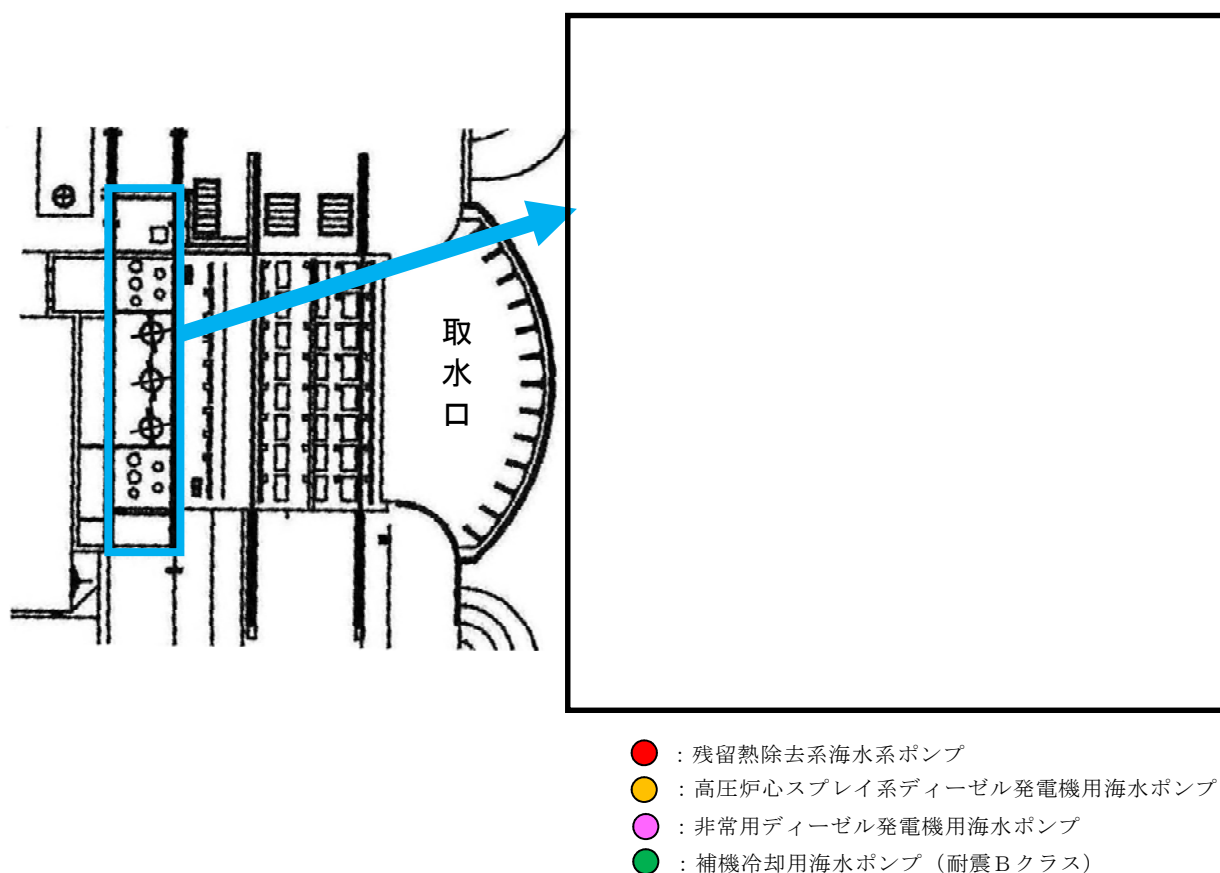 取水口
：残留熱除去系海水系ポンプ
：高圧炉心スプレイ系ディーゼル発電機用海水ポンプ
：非常用ディーゼル発電機用海水ポンプ
：補機冷却用海水ポンプ（耐震Ｂクラス）